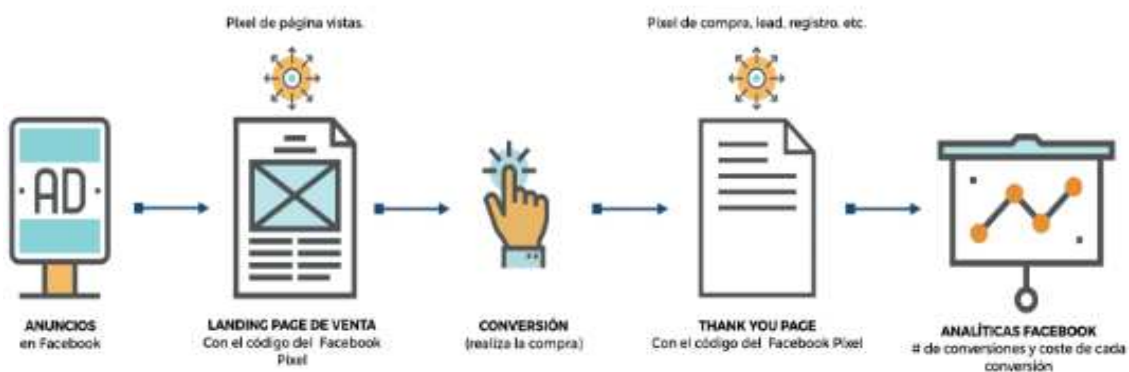 Pixel de página vistas.
Pixel de compra, lead, registro, etc.
AD
ANUNCIOS
en Facebook
LANDING PAGE DE VENTA
Con el código del Facebook
Pixel
CONVERSIÓN
(realiza la compra)
THANK YOU PAGE
Con el código del Facebook Pixel
ANALÍTICAS FACEBOOK
# de conversiones y coste de cada
conversión